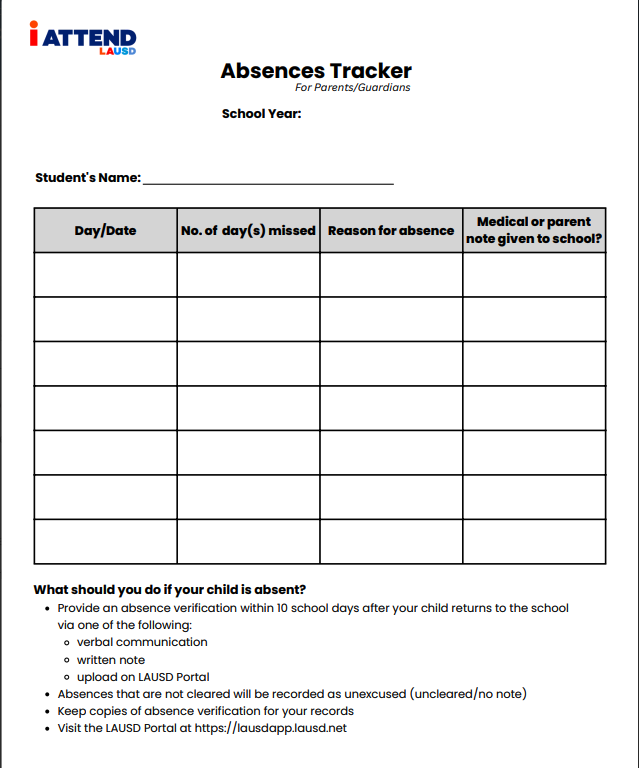 i ATTEND
LAUSD
Absences Tracker
For Parents/Guardians
School Year:
Student's Name:
Day/Date No. of day(s) missed Reason for absence Medical or parent
note given to school?
What should you do if your child is absent?
Provide an absence verification within 10 school days after your child returns to the school
via one of the following:
verbal communication
written note
upload on LAUSD Portal
Absences that are not cleared will be recorded as unexcused (uncleared/no note)
Keep copies of absence verification for your records
Visit the LAUSD Portal at https://lausdapp.lausd.net